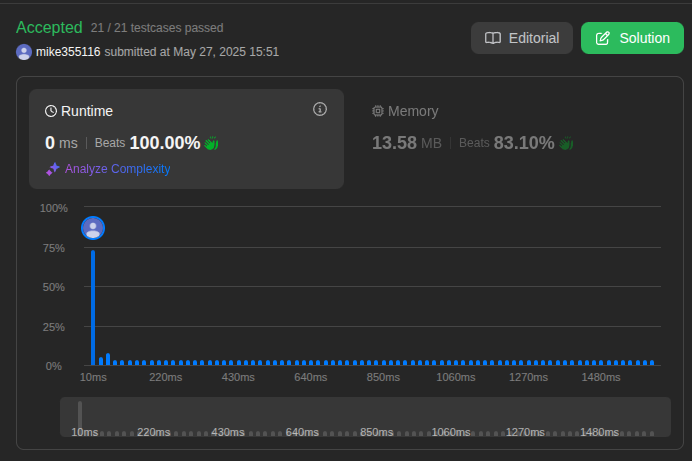 Accepted 21 / 21 testcases passed
mike355116 submitted at May 27, 2025 15:51
Editorial
Solution
Runtime
0 ms Beats 100.00%
Analyze Complexity
Memory
13.58 MB Beats 83.10%
100%
75%
50%
25%
0%
10ms 220ms 430ms 640ms 850ms 1060ms 1270ms 1480ms
10ms 220ms 430ms 640ms 850ms 1060ms 1270ms 1480ms